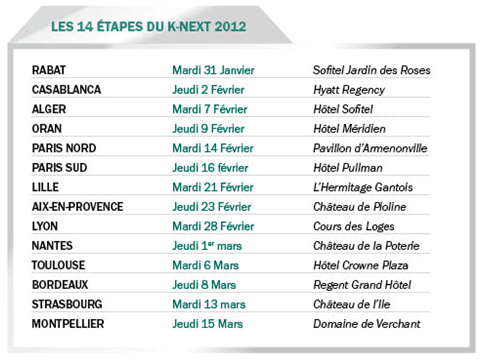 LES 14 ÉTAPES DU K-NEXT 2012
RABAT Mardi 31 Janvier Sofitel Jardin des Roses
CASABLANCA Jeudi 2 Février Hyatt Regency
ALGER Mardi 7 Février Hôtel Sofitel
ORAN Jeudi 9 Février Hôtel Méridien
PARIS NORD Mardi 14 Février Pavillon d'Armenonville
PARIS SUD Jeudi 16 février Hôtel Pullman
LILLE Mardi 21 Février L'Hermitage Gantois
AIX-EN-PROVENCE Jeudi 23 Février Château de Pioline
LYON Mardi 28 Février Cours des Loges
NANTES Jeudi 1er mars Château de la Poterie
TOULOUSE Mardi 6 Mars Hôtel Crowne Plaza
BORDEAUX Jeudi 8 Mars Regent Grand Hôtel
STRASBOURG Mardi 13 mars Château de l'Ile
MONTPELLIER Jeudi 15 Mars Domaine de Verchant